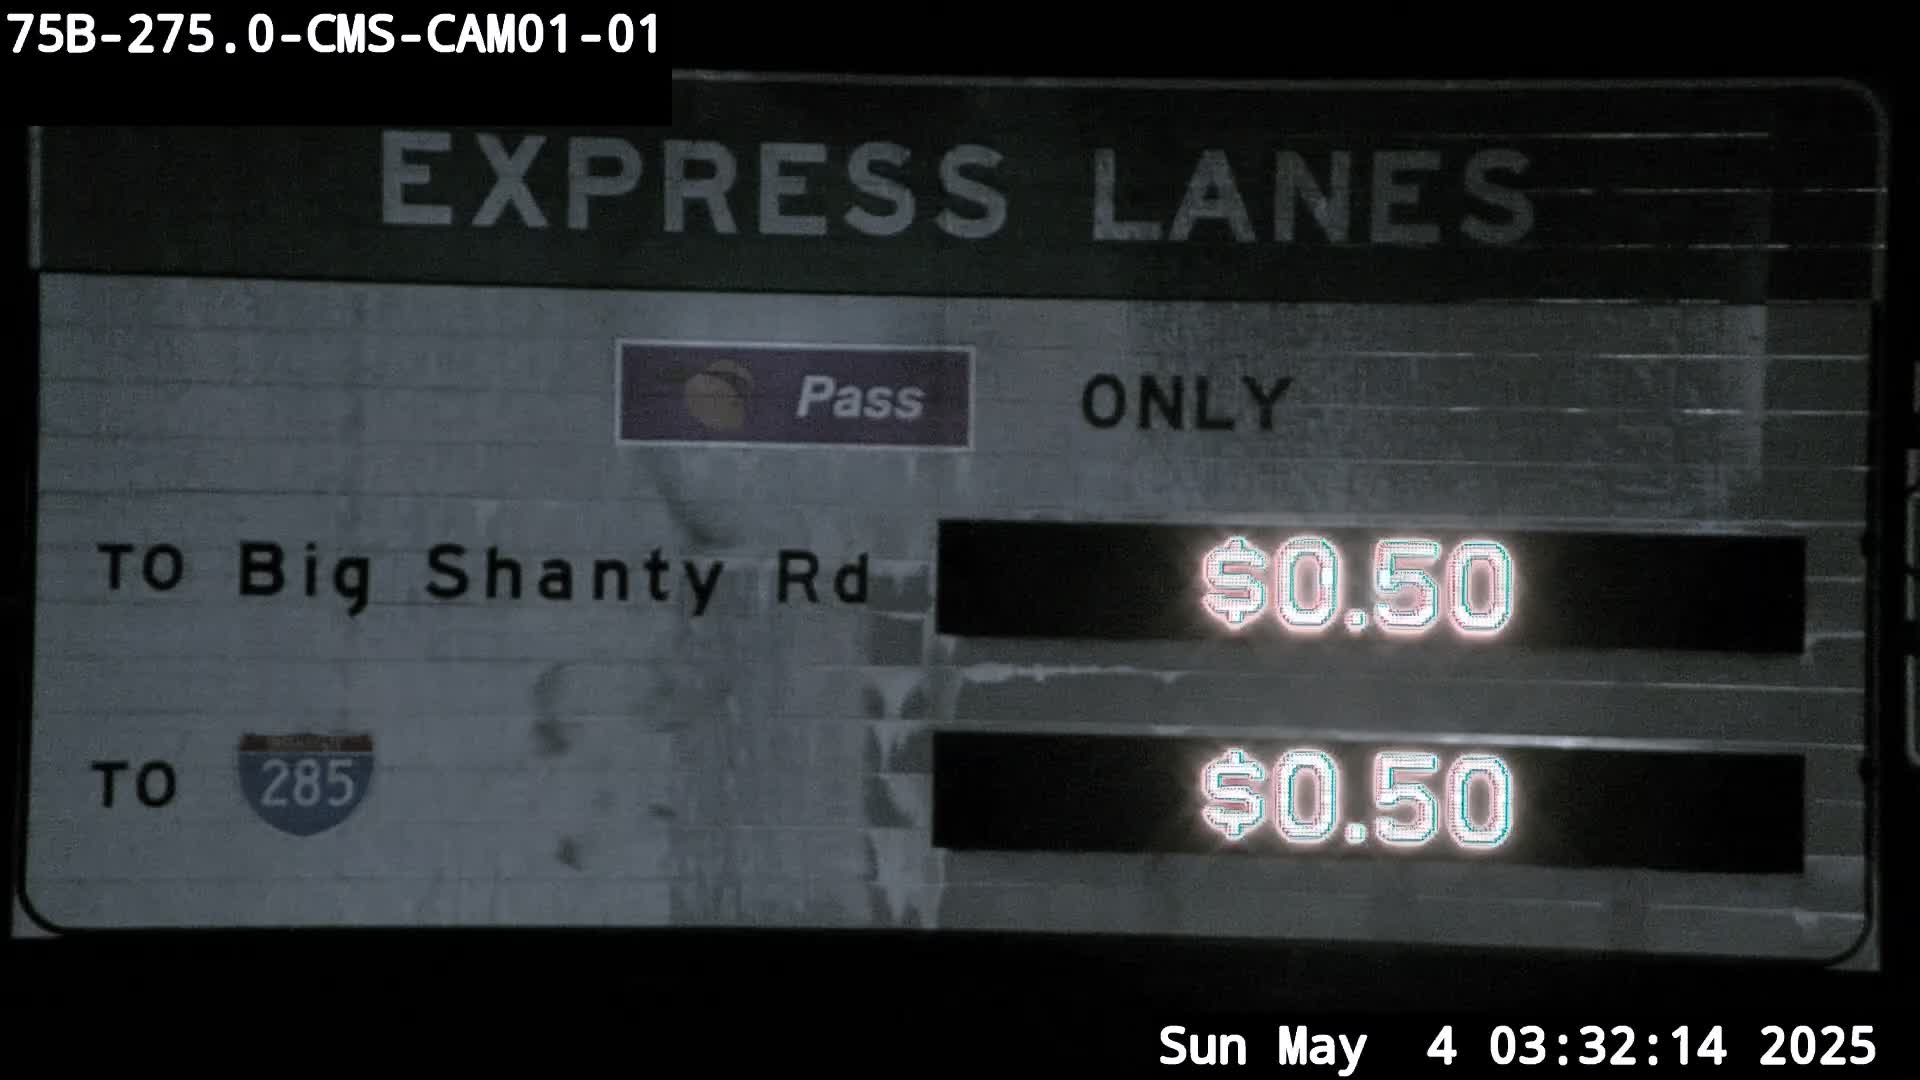 75B-275.0-CMS-CAM01-01
EXPRESS LANES
Pass ONLY
TO Big Shanty Rd $0.50
TO 285 $0.50
Sun May 4 03:32:14 2025